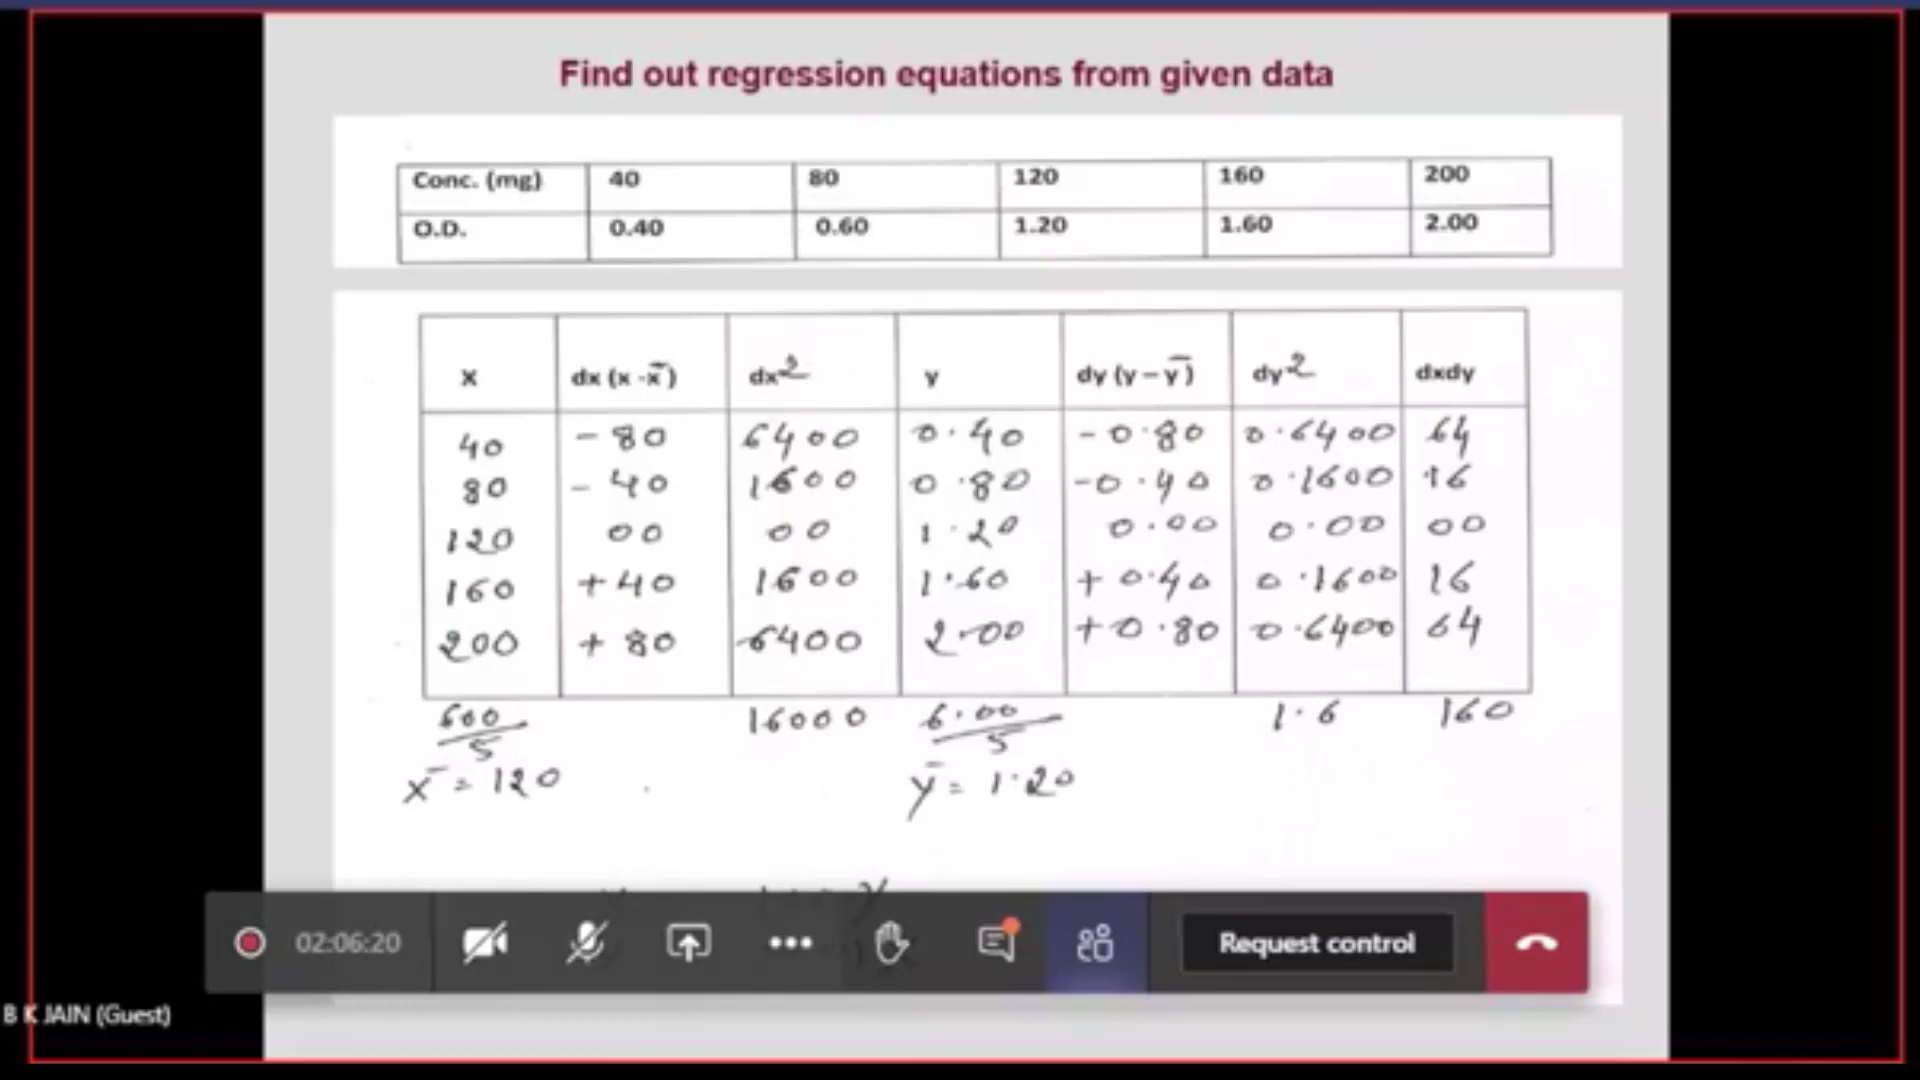 Find out regression equations from given data
Conc. (mg) 40 80 120 160 200
O.D. 0.40 0.60 1.20 1.60 2.00
X dx (x - x̄) dx² y dy (y – ȳ) dy² dxdy
40 - 80 6400 0.40 -0.80 0.6400 64
80 - 40 1600 0.80 -0.40 0.1600 16
120 00 00 1.20 0.00 0.00 00
160 +40 1600 1.60 +0.40 0.1600 16
200 + 80 6400 2.00 +0.80 0.6400 64
600/5 16000 6.00/5 1.6 160
x̄ = 120 ȳ = 1.20
02:06:20 Request control
B K JAIN (Guest)